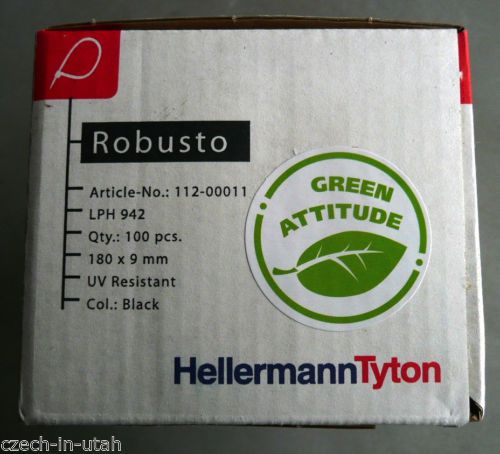 Robusto
Article-No.: 112-00011
LPH 942
Qty.: 100 pcs.
180 x 9 mm
UV Resistant
Col.: Black
GREEN
ATTITUDE
HellermannTyton
czech-in-utah